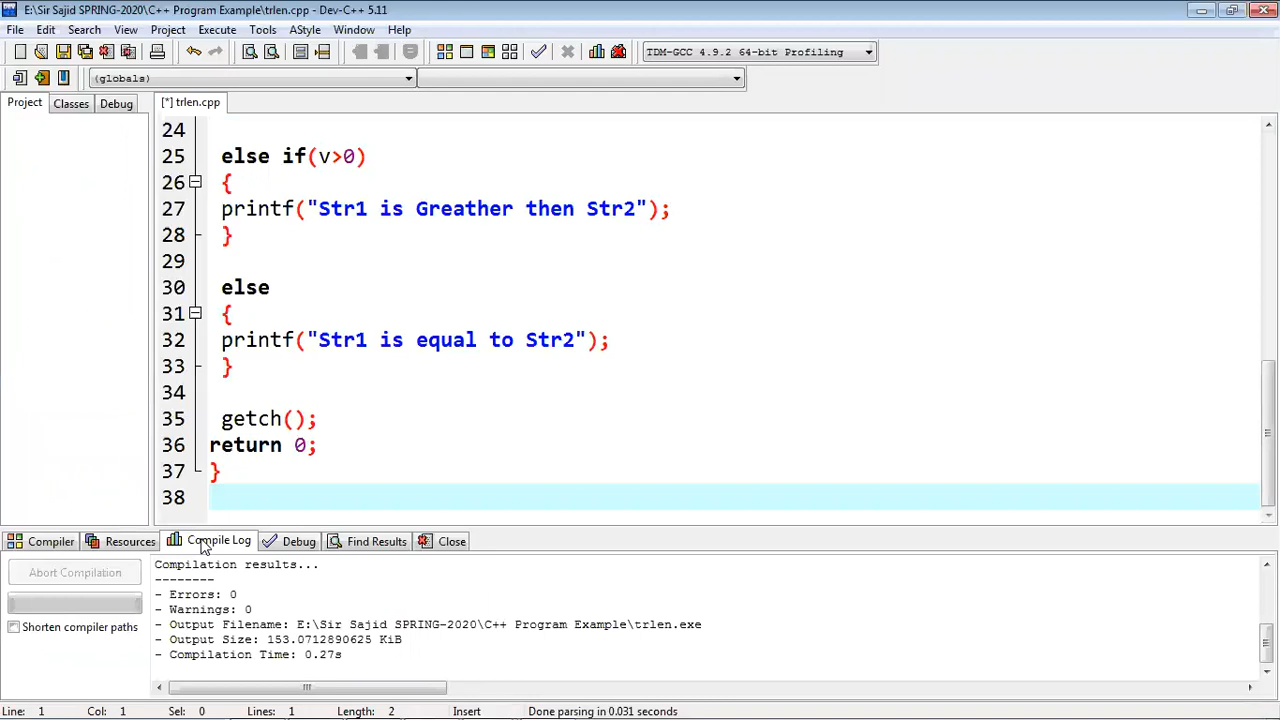 E:\Sir Sajid SPRING-2020\C++ Program Example\trlen.cpp - Dev-C++ 5.11
File Edit Search View Project Execute Tools AStyle Window Help
TDM-GCC 4.9.2 64-bit Profiling
(globals)
Project Classes Debug [*] trlen.cpp
24
25 else if(v>0)
26 {
27 printf("Str1 is Greather then Str2");
28 }
29
30 else
31 {
32 printf("Str1 is equal to Str2");
33 }
34
35 getch();
36 return 0;
37 }
38
Compiler Resources Compile Log Debug Find Results Close
Abort Compilation
Shorten compiler paths
Compilation results...
--------
- Errors: 0
- Warnings: 0
- Output Filename: E:\Sir Sajid SPRING-2020\C++ Program Example\trlen.exe
- Output Size: 153.0712890625 KiB
- Compilation Time: 0.27s
Line: 1 Col: 1 Sel: 0 Lines: 1 Length: 2 Insert Done parsing in 0.031 seconds